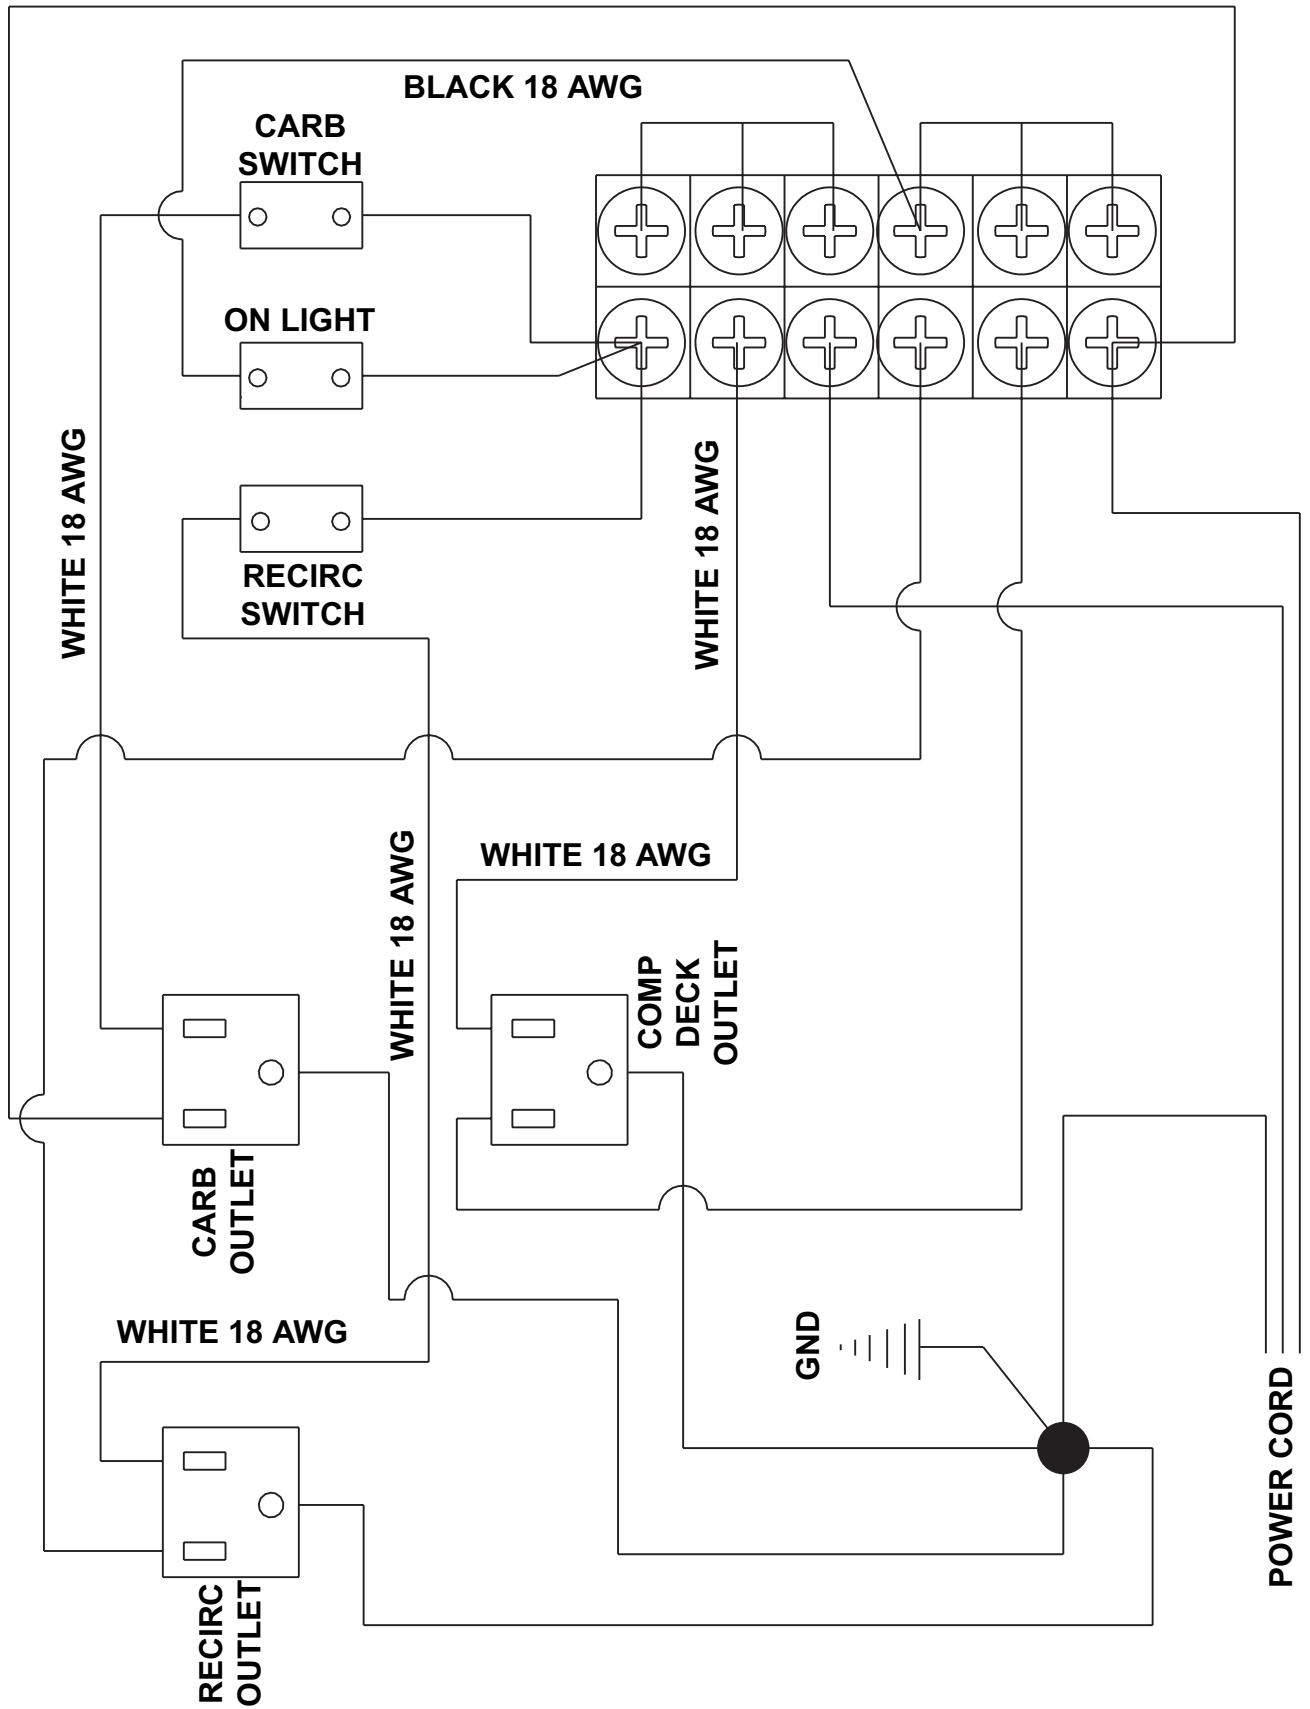 BLACK 18 AWG
CARB
SWITCH
ON LIGHT
WHITE 18 AWG
WHITE 18 AWG
RECIRC
SWITCH
WHITE 18 AWG
WHITE 18 AWG
COMP
DECK
OUTLET
CARB
OUTLET
WHITE 18 AWG
GND
POWER CORD
RECIRC
OUTLET